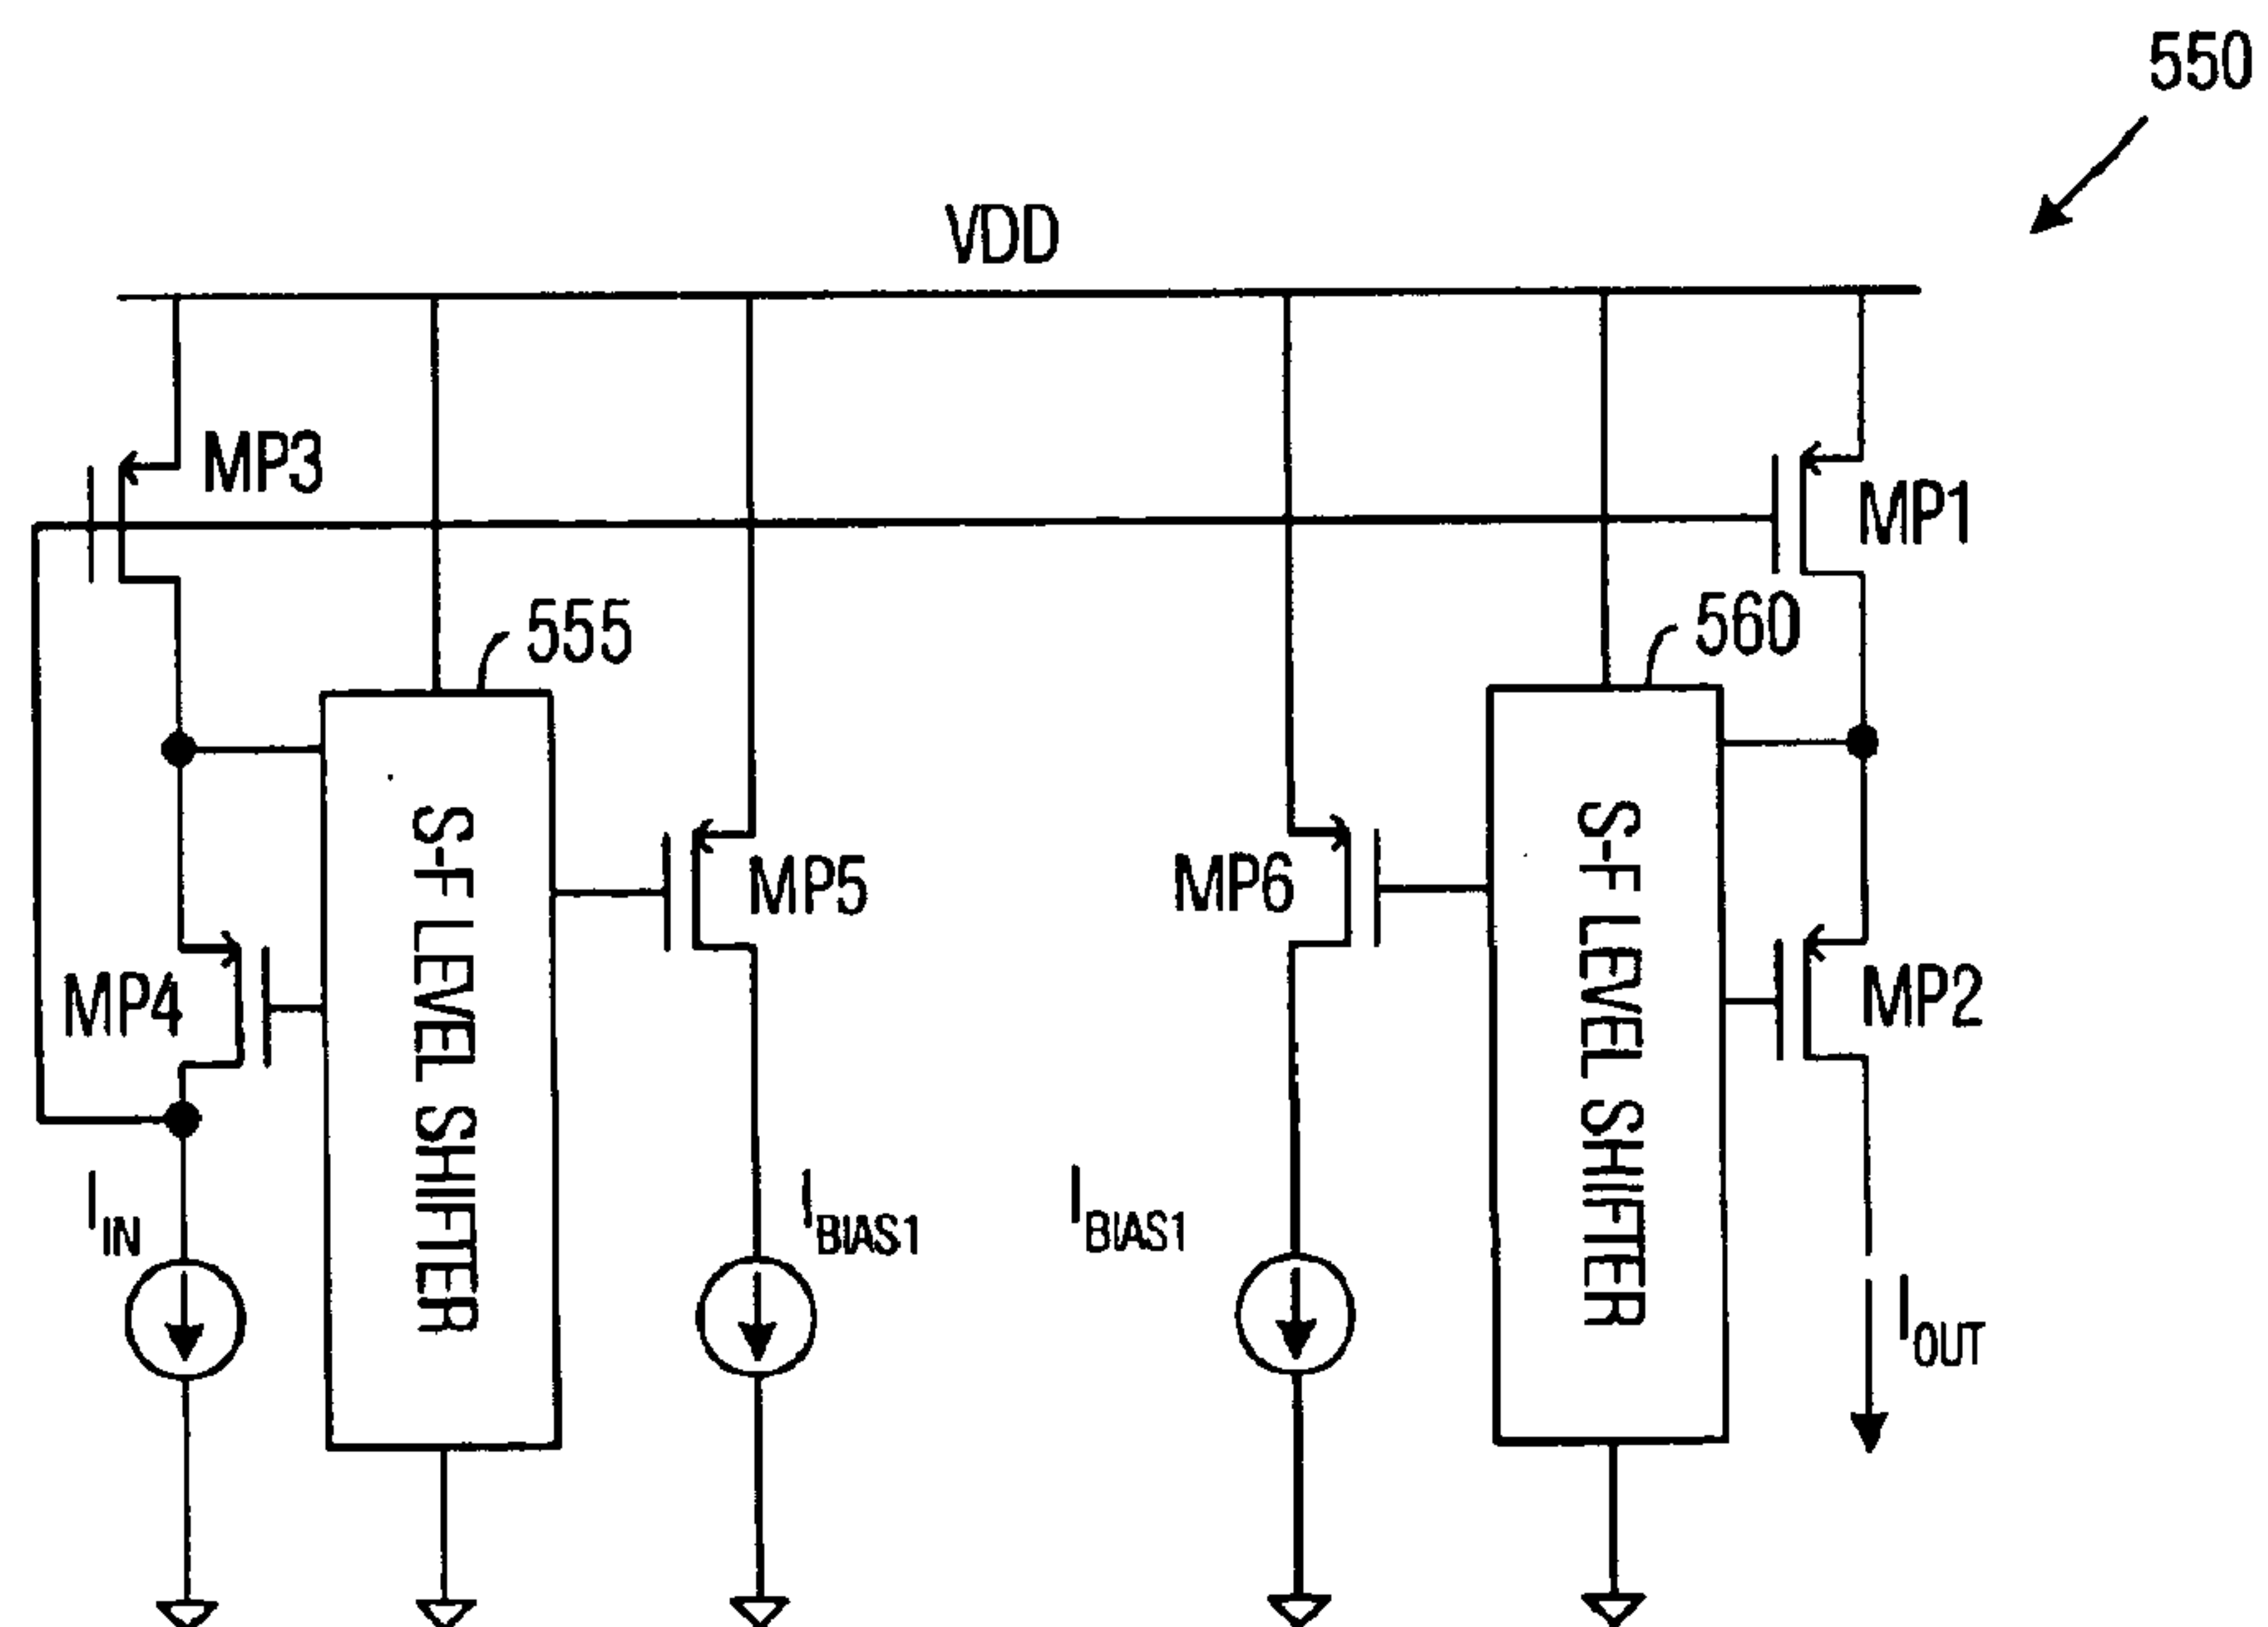 550
VDD
MP3
MP1
555
560
MP5
MP6
MP4
MP2
S-F LEVEL SHIFTER
S-F LEVEL SHIFTER
IIN
IBIAS1
IBIAS1
IOUT